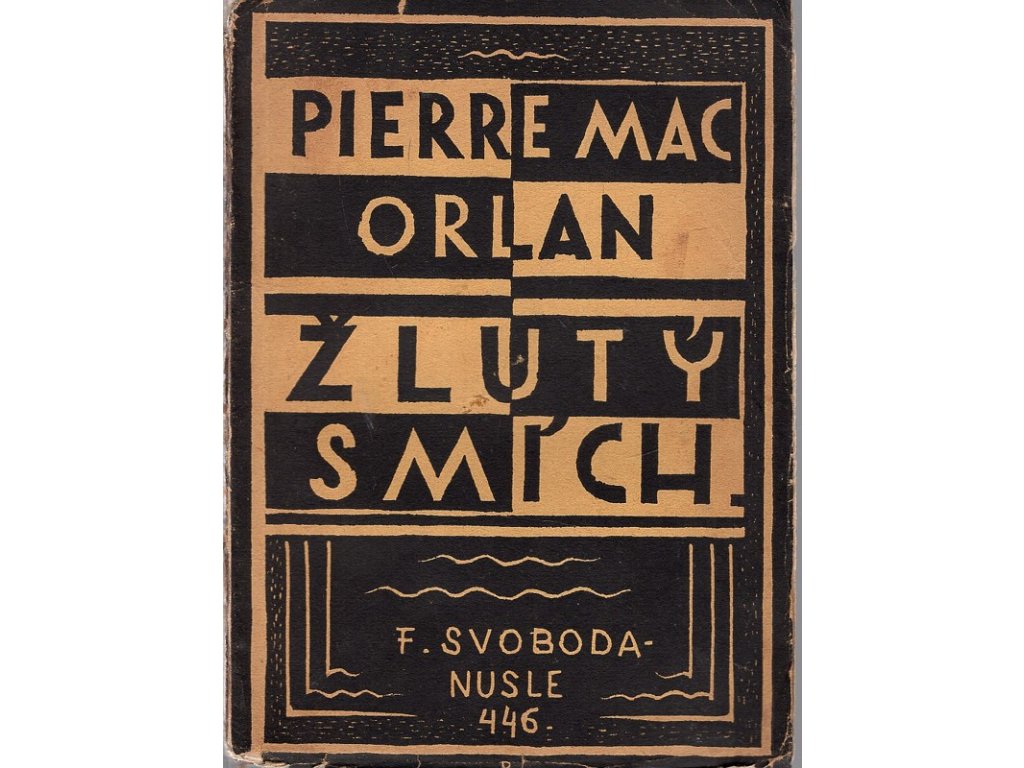 PIERRE MAC
ORLAN
ŽLUTÝ
SMÍCH.
F. SVOBODA-
NUSLE
446.